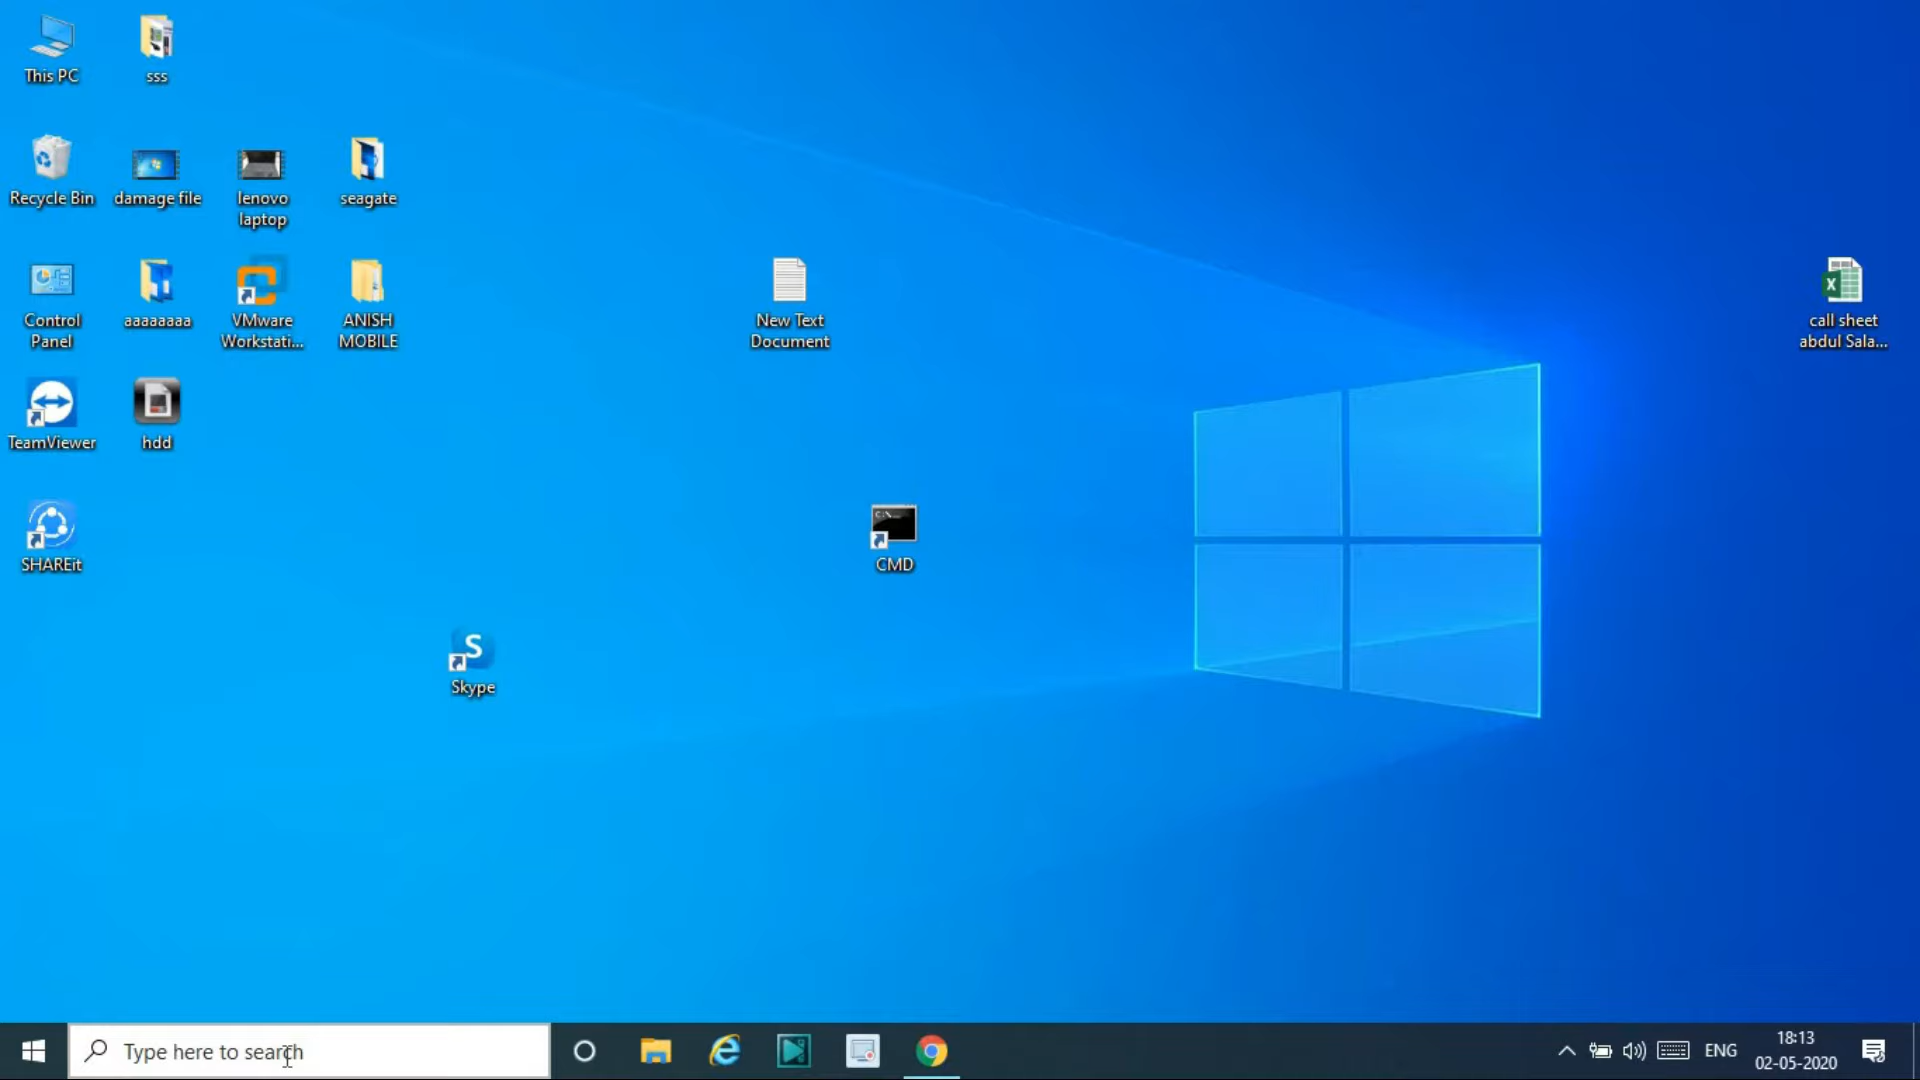 This PC
sss
Recycle Bin
damage file
lenovo
laptop
seagate
Control
Panel
aaaaaaaa
VMware
Workstati...
ANISH
MOBILE
New Text
Document
X
call sheet
abdul Sala...
TeamViewer
hdd
SHAREit
C:\
CMD
S
Skype
Type here to search
ENG
18:13
02-05-2020